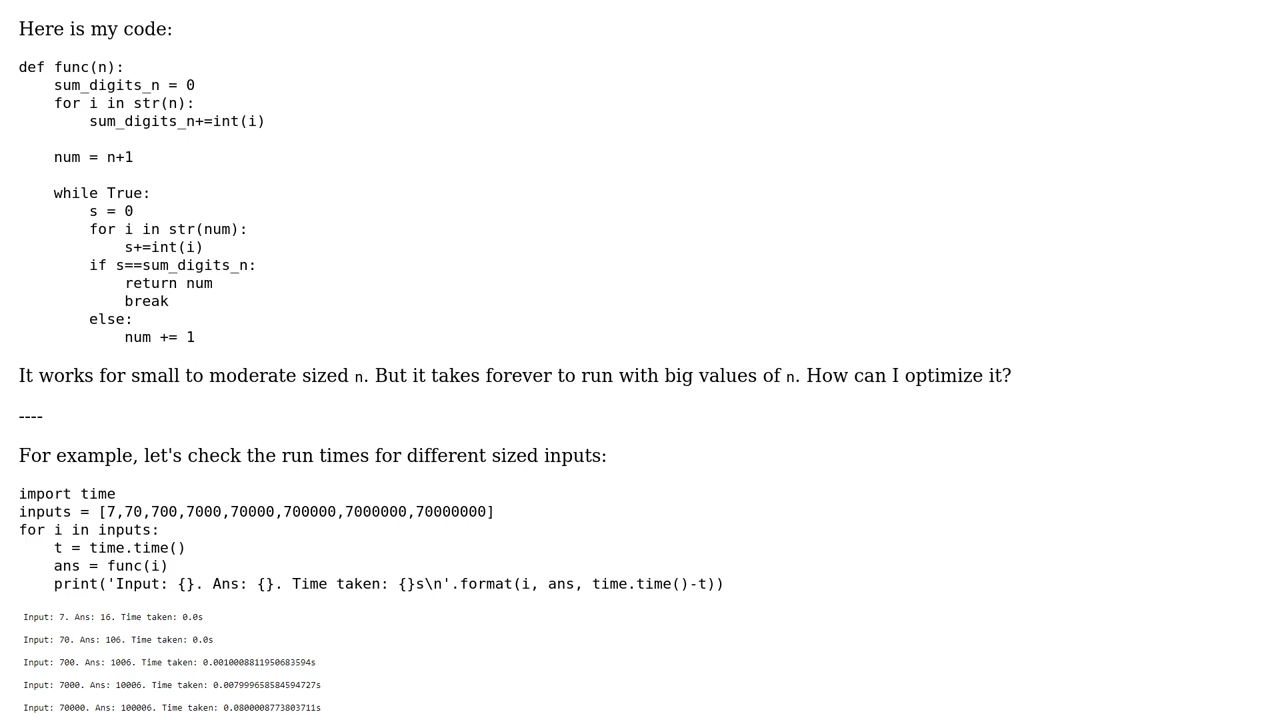 Here is my code:
def func(n):
    sum_digits_n = 0
    for i in str(n):
        sum_digits_n+=int(i)
    num = n+1
    while True:
        s = 0
        for i in str(num):
            s+=int(i)
        if s==sum_digits_n:
            return num
            break
        else:
            num += 1
It works for small to moderate sized n. But it takes forever to run with big values of n. How can I optimize it?
----
For example, let's check the run times for different sized inputs:
import time
inputs = [7,70,700,7000,70000,700000,7000000,70000000]
for i in inputs:
    t = time.time()
    ans = func(i)
    print('Input: {}. Ans: {}. Time taken: {}s\n'.format(i, ans, time.time()-t))
Input: 7. Ans: 16. Time taken: 0.0s
Input: 70. Ans: 106. Time taken: 0.0s
Input: 700. Ans: 1006. Time taken: 0.0010008811950683594s
Input: 7000. Ans: 10006. Time taken: 0.007999658584594727s
Input: 70000. Ans: 100006. Time taken: 0.0800008773803711s